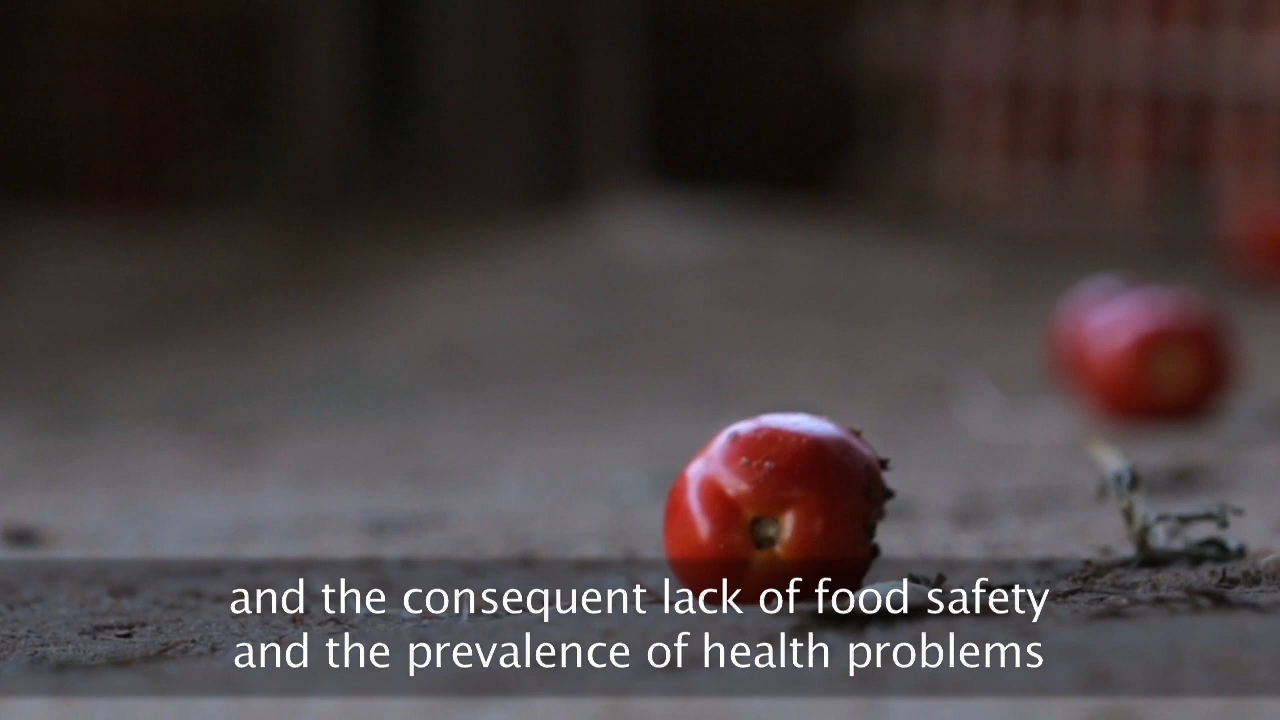 and the consequent lack of food safety
and the prevalence of health problems